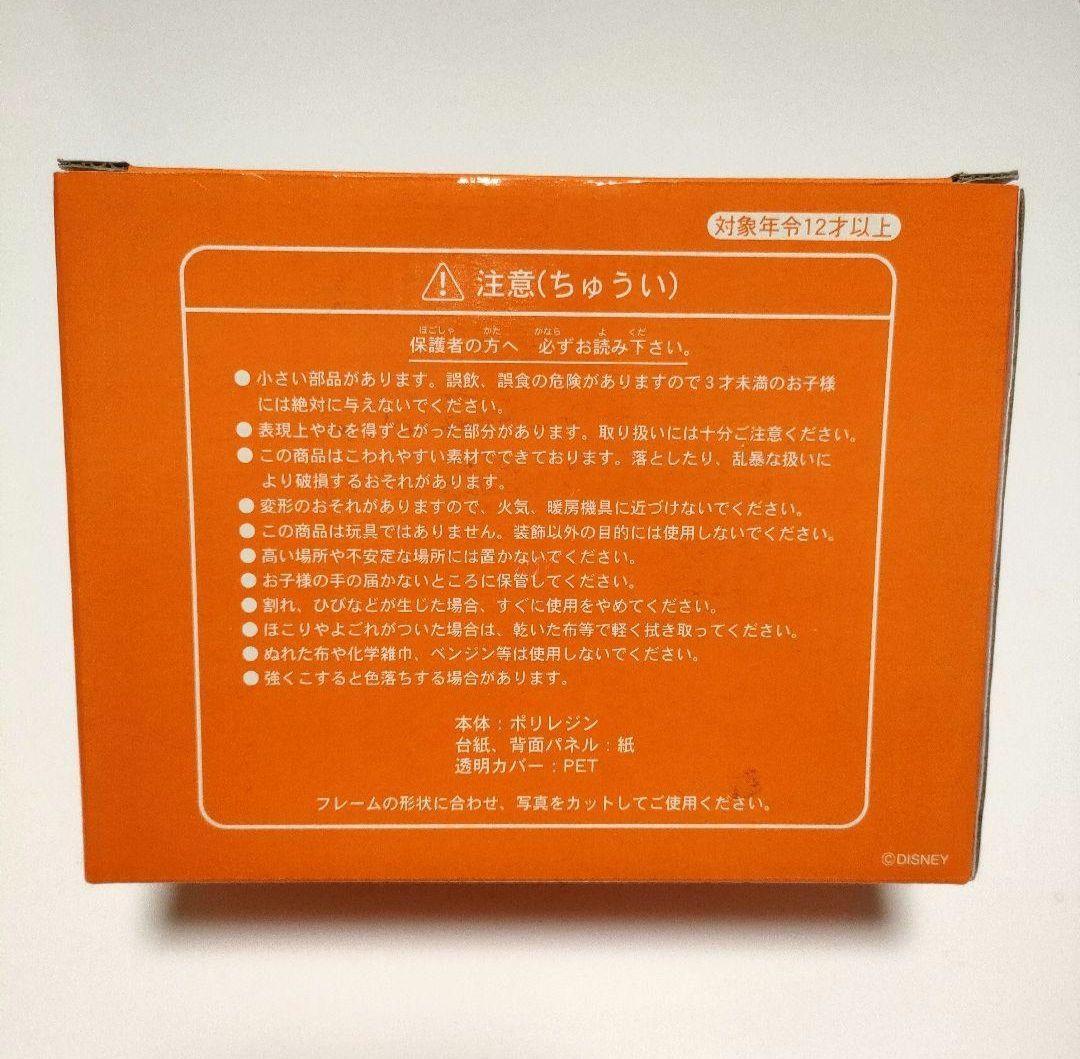 対象年令12才以上
注意(ちゅうい)
ほごしゃ かた かなら よ くだ
保護者の方へ 必ずお読み下さい。
● 小さい部品があります。誤飲、誤食の危険がありますので3才未満のお子様
には絶対に与えないでください。
● 表現上やむを得ずとがった部分があります。取り扱いには十分ご注意ください。
● この商品はこわれやすい素材でできております。落としたり、乱暴な扱いに
より破損するおそれがあります。
● 変形のおそれがありますので、火気、暖房機具に近づけないでください。
● この商品は玩具ではありません。装飾以外の目的には使用しないでください。
● 高い場所や不安定な場所には置かないでください。
● お子様の手の届かないところに保管してください。
● 割れ、ひびなどが生じた場合、すぐに使用をやめてください。
● ほこりやよごれがついた場合は、乾いた布等で軽く拭き取ってください。
● ぬれた布や化学雑巾、ベンジン等は使用しないでください。
● 強くこすると色落ちする場合があります。
本体：ポリレジン
台紙、背面パネル：紙
透明カバー：PET
フレームの形状に合わせ、写真をカットしてご使用ください。
©DISNEY